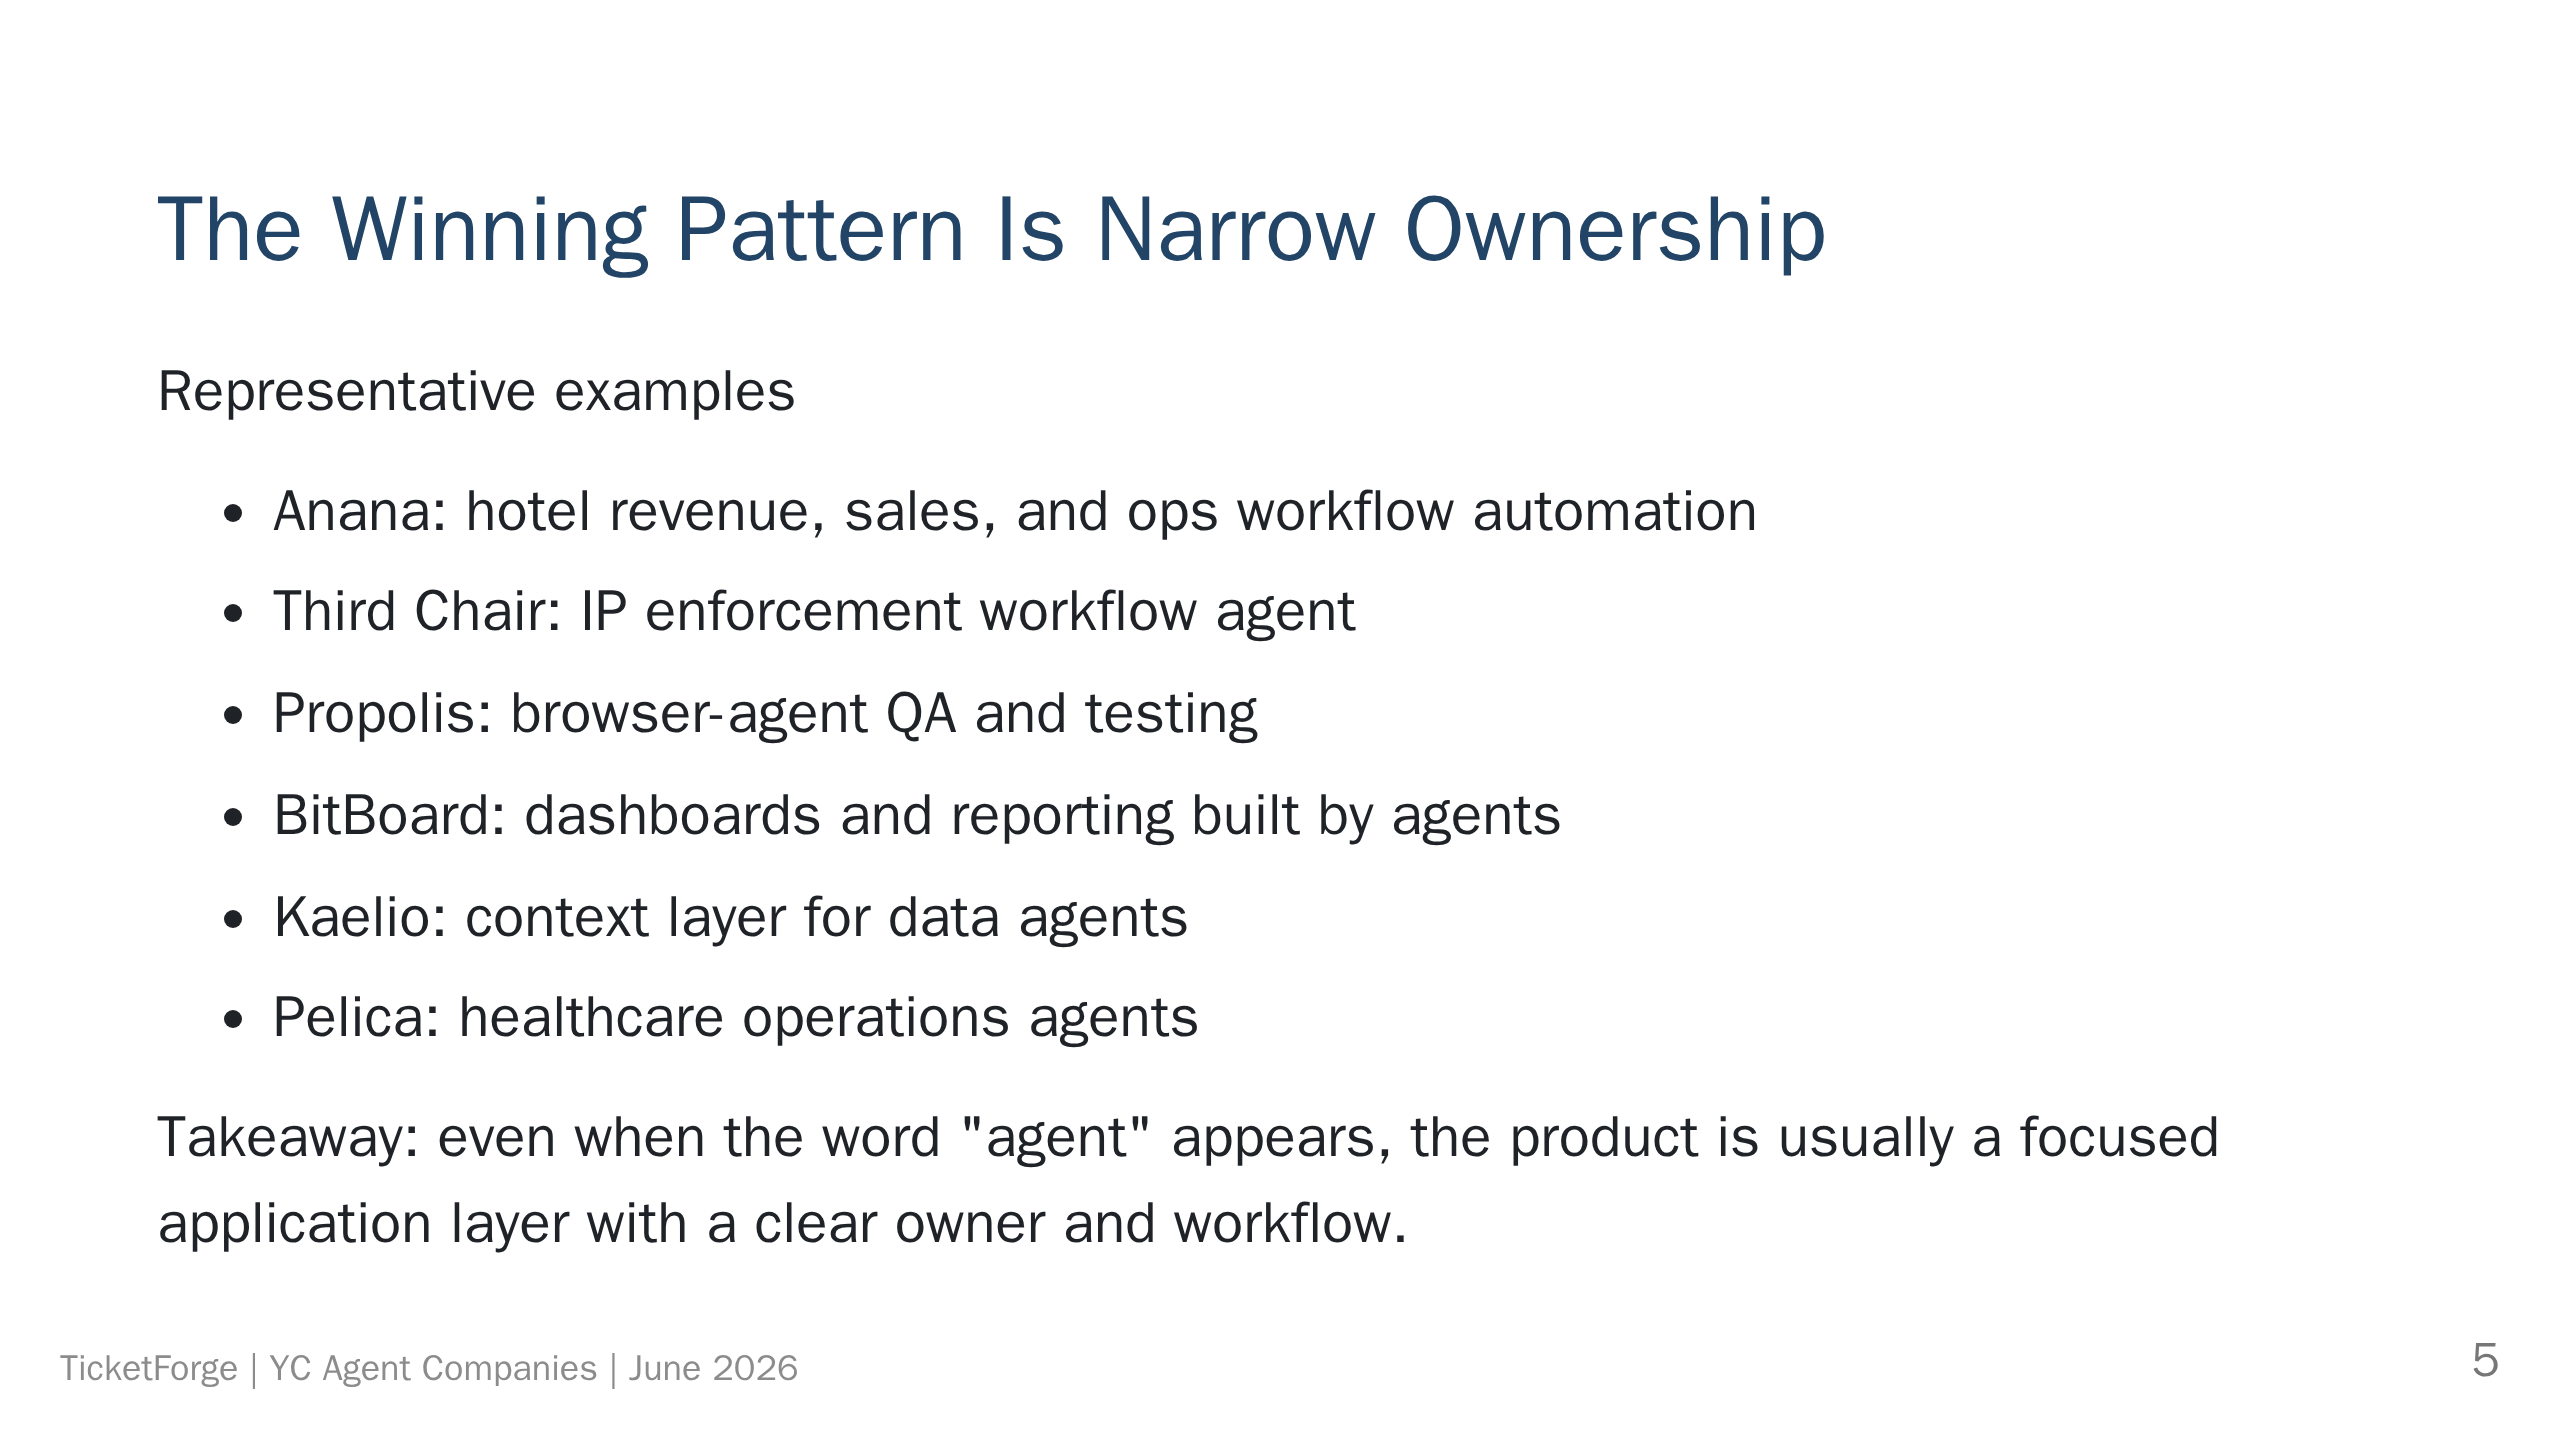 The Winning Pattern Is Narrow Ownership
Representative examples
• Anana: hotel revenue, sales, and ops workflow automation
• Third Chair: IP enforcement workflow agent
• Propolis: browser-agent QA and testing
• BitBoard: dashboards and reporting built by agents
• Kaelio: context layer for data agents
• Pelica: healthcare operations agents
Takeaway: even when the word "agent" appears, the product is usually a focused
application layer with a clear owner and workflow.
TicketForge | YC Agent Companies | June 2026
5